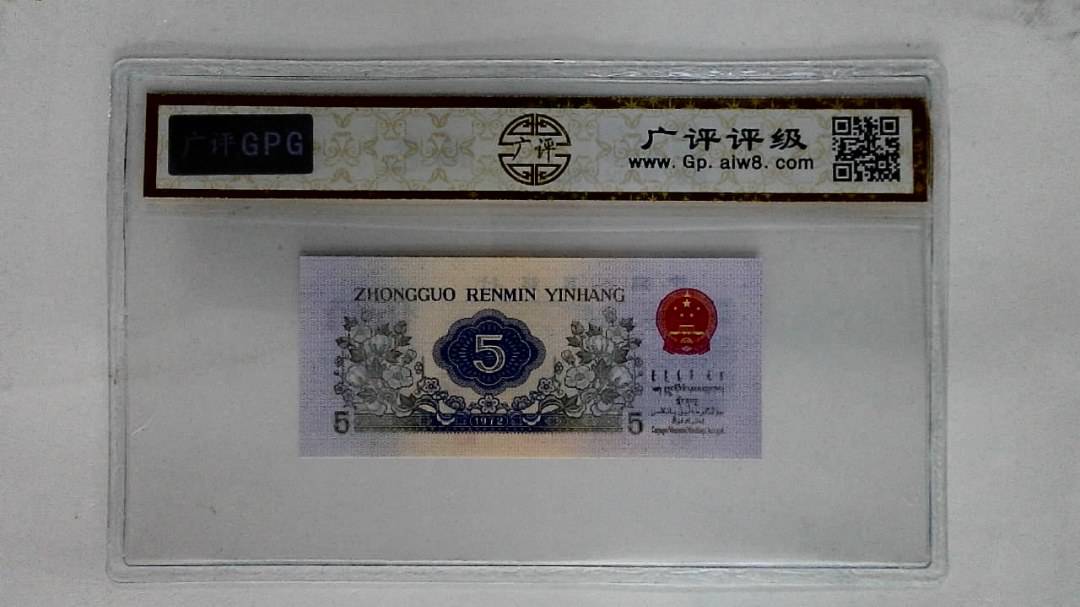 广评GPG
广评
广评评级
www.Gp.alw8.com
ZHONGGUO RENMIN YINHANG
5
5
1972
5